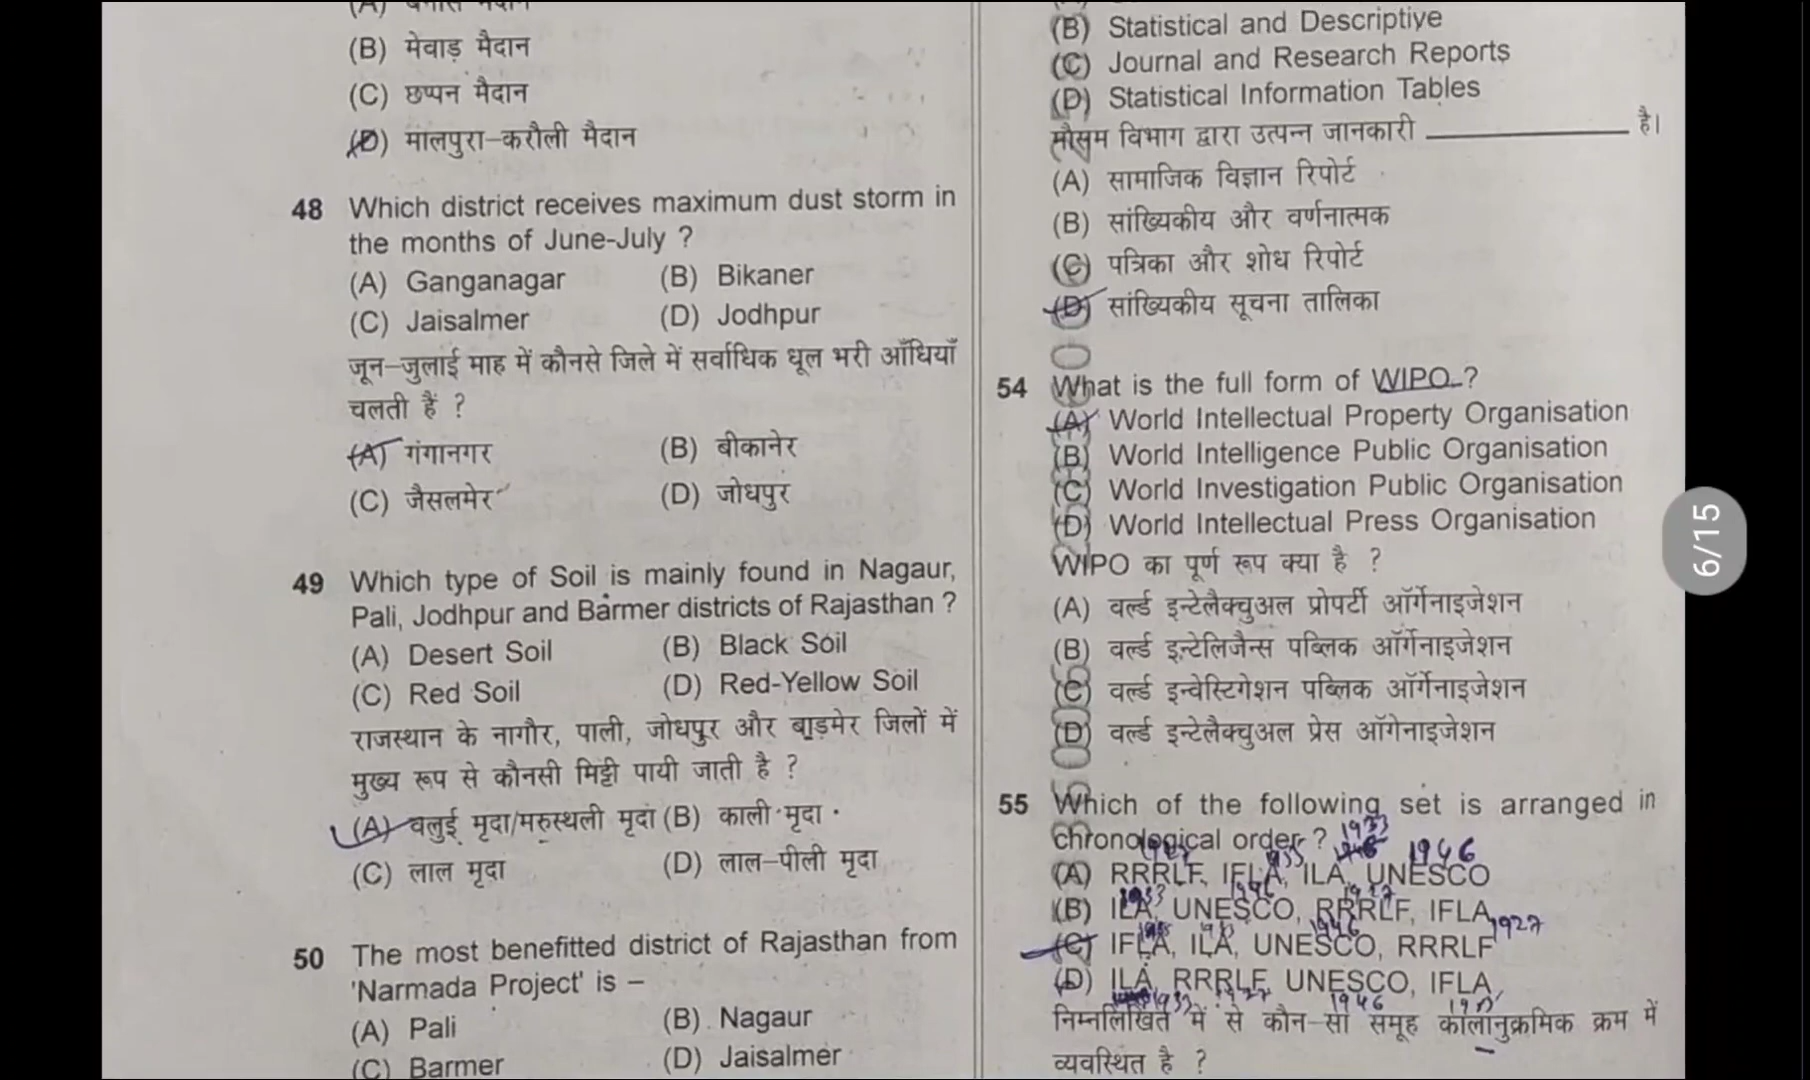 (B) मेवाड़ मैदान
(C) छप्पन मैदान
(D) मालपुरा-करौली मैदान
48 Which district receives maximum dust storm in
the months of June-July ?
(A) Ganganagar (B) Bikaner
(C) Jaisalmer (D) Jodhpur
जून-जुलाई माह में कौनसे जिले में सर्वाधिक धूल भरी आँधियाँ
चलती हैं ?
(A) गंगानगर (B) बीकानेर
(C) जैसलमेर (D) जोधपुर
49 Which type of Soil is mainly found in Nagaur,
Pali, Jodhpur and Barmer districts of Rajasthan ?
(A) Desert Soil (B) Black Soil
(C) Red Soil (D) Red-Yellow Soil
राजस्थान के नागौर, पाली, जोधपुर और बाड़मेर जिलों में
मुख्य रूप से कौनसी मिट्टी पायी जाती है ?
(A) बलुई मृदा/मरुस्थली मृदा (B) काली मृदा
(C) लाल मृदा (D) लाल-पीली मृदा
50 The most benefitted district of Rajasthan from
'Narmada Project' is –
(A) Pali (B) Nagaur
(C) Barmer (D) Jaisalmer
(B) Statistical and Descriptive
(C) Journal and Research Reports
(D) Statistical Information Tables
मौसम विभाग द्वारा उत्पन्न जानकारी ________ है।
(A) सामाजिक विज्ञान रिपोर्ट
(B) सांख्यिकीय और वर्णनात्मक
(C) पत्रिका और शोध रिपोर्ट
(D) सांख्यिकीय सूचना तालिका
54 What is the full form of WIPO ?
(A) World Intellectual Property Organisation
(B) World Intelligence Public Organisation
(C) World Investigation Public Organisation
(D) World Intellectual Press Organisation
WIPO का पूर्ण रूप क्या है ?
(A) वर्ल्ड इन्टेलैक्चुअल प्रोपर्टी ऑर्गेनाइजेशन
(B) वर्ल्ड इन्टेलिजैन्स पब्लिक ऑर्गेनाइजेशन
(C) वर्ल्ड इन्वेस्टिगेशन पब्लिक ऑर्गेनाइजेशन
(D) वर्ल्ड इन्टेलैक्चुअल प्रेस ऑगेनाइजेशन
55 Which of the following set is arranged in
chronological order ? 1933
1946
(A) RRRLF, IFLA, ILA, UNESCO
(B) ILA, UNESCO, RRRLF, IFLA
1946 1927
(C) IFLA, ILA, UNESCO, RRRLF
(D) ILA, RRRLF, UNESCO, IFLA
1946
निम्नलिखित में से कौन-सा समूह कालानुक्रमिक क्रम में
व्यवस्थित है ?
6/15